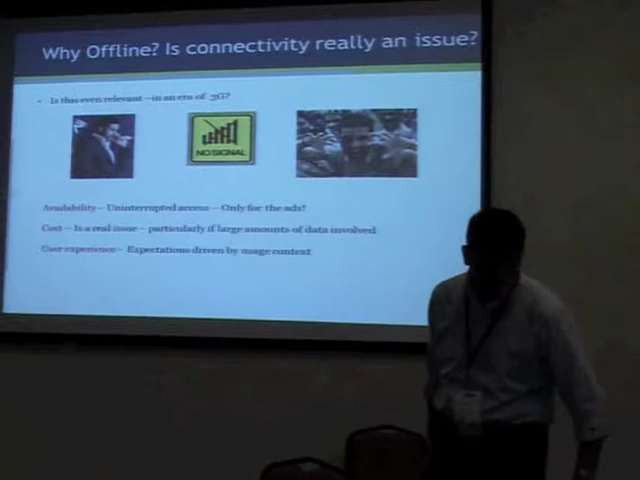 Why Offline? Is connectivity really an issue?
Is this even relevant – in an era of 3G?
NO SIGNAL
Availability – Uninterrupted access – Only for the ads!
Cost – Is a real issue – particularly if large amounts of data involved
User experience – Expectations driven by usage context